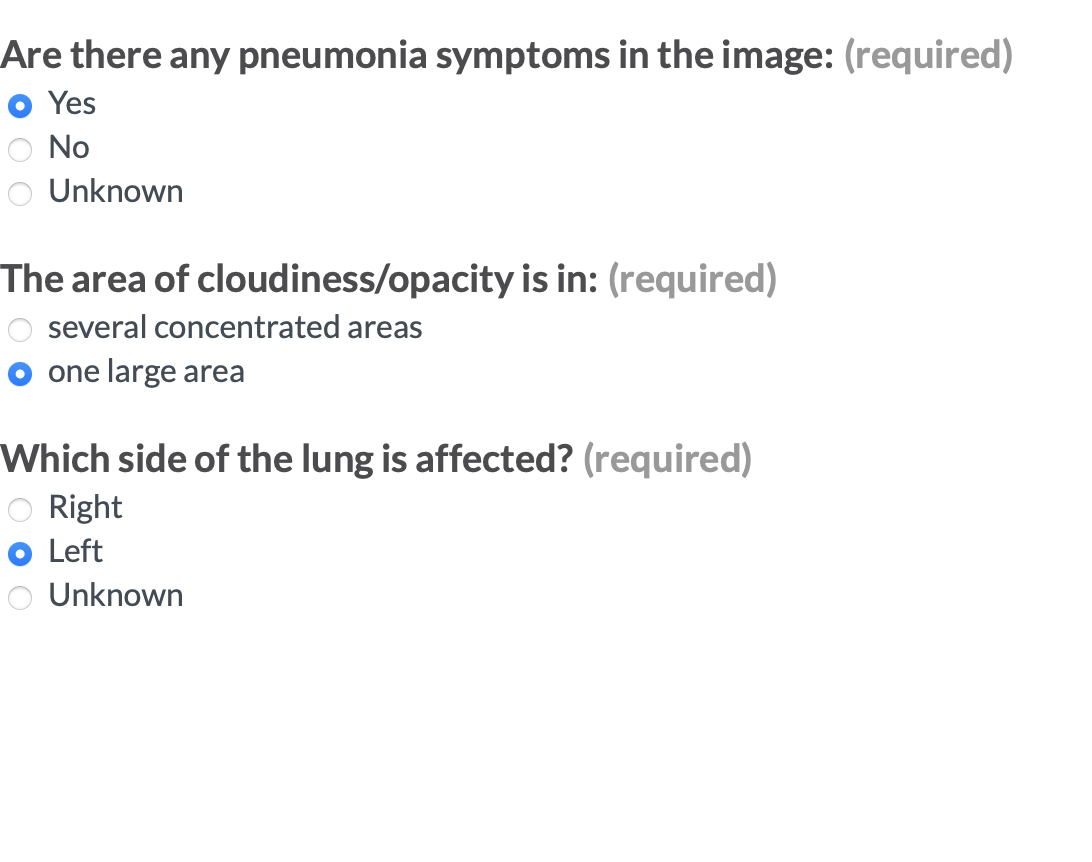 Are there any pneumonia symptoms in the image: (required)
Yes
No
Unknown
The area of cloudiness/opacity is in: (required)
several concentrated areas
one large area
Which side of the lung is affected? (required)
Right
Left
Unknown